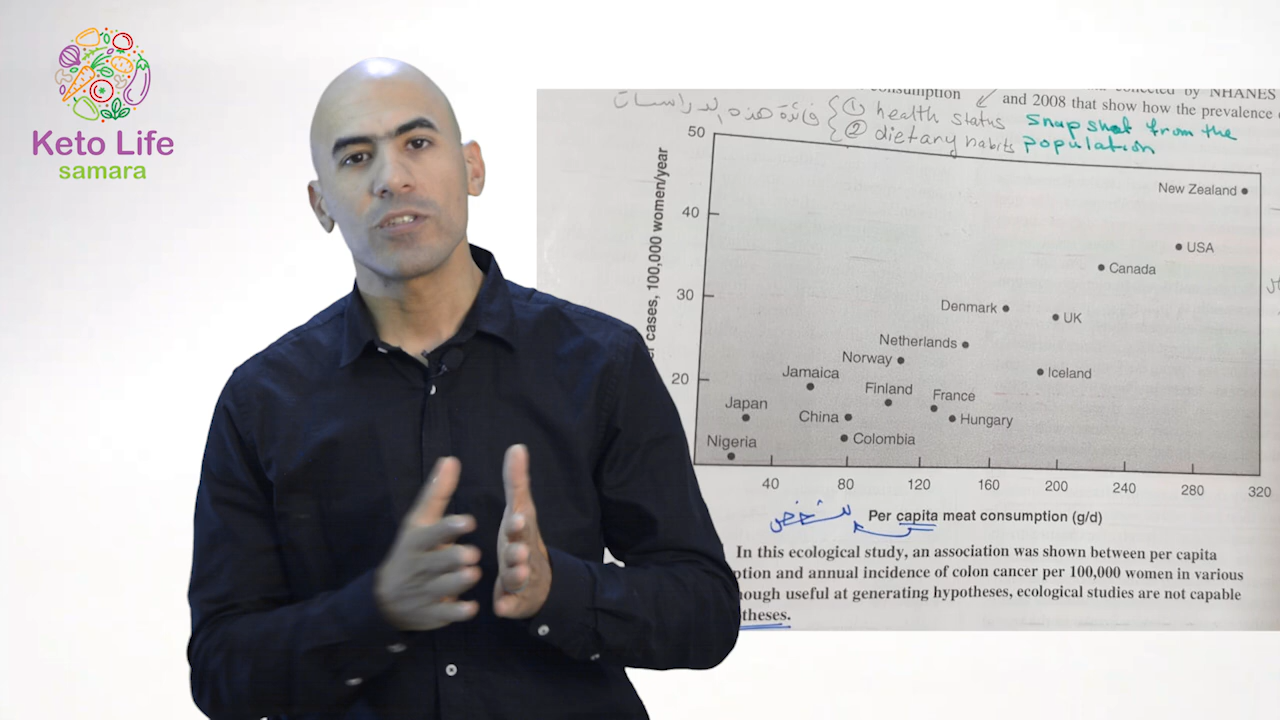 Keto Life
samara
onsumption
collected by NHANES
and 2008 that show how the prevalence
فائدة هذه الدراسات
① health status
② dietary habits
snapshot from the
population
50
40
30
20
r cases, 100,000 women/year
New Zealand
USA
Canada
Denmark
UK
Netherlands
Norway
Iceland
Jamaica
Finland
France
Japan
China
Hungary
Colombia
Nigeria
40 80 120 160 200 240 280 320
للشخص
Per capita meat consumption (g/d)
In this ecological study, an association was shown between per capita
ption and annual incidence of colon cancer per 100,000 women in various
hough useful at generating hypotheses, ecological studies are not capable
theses.